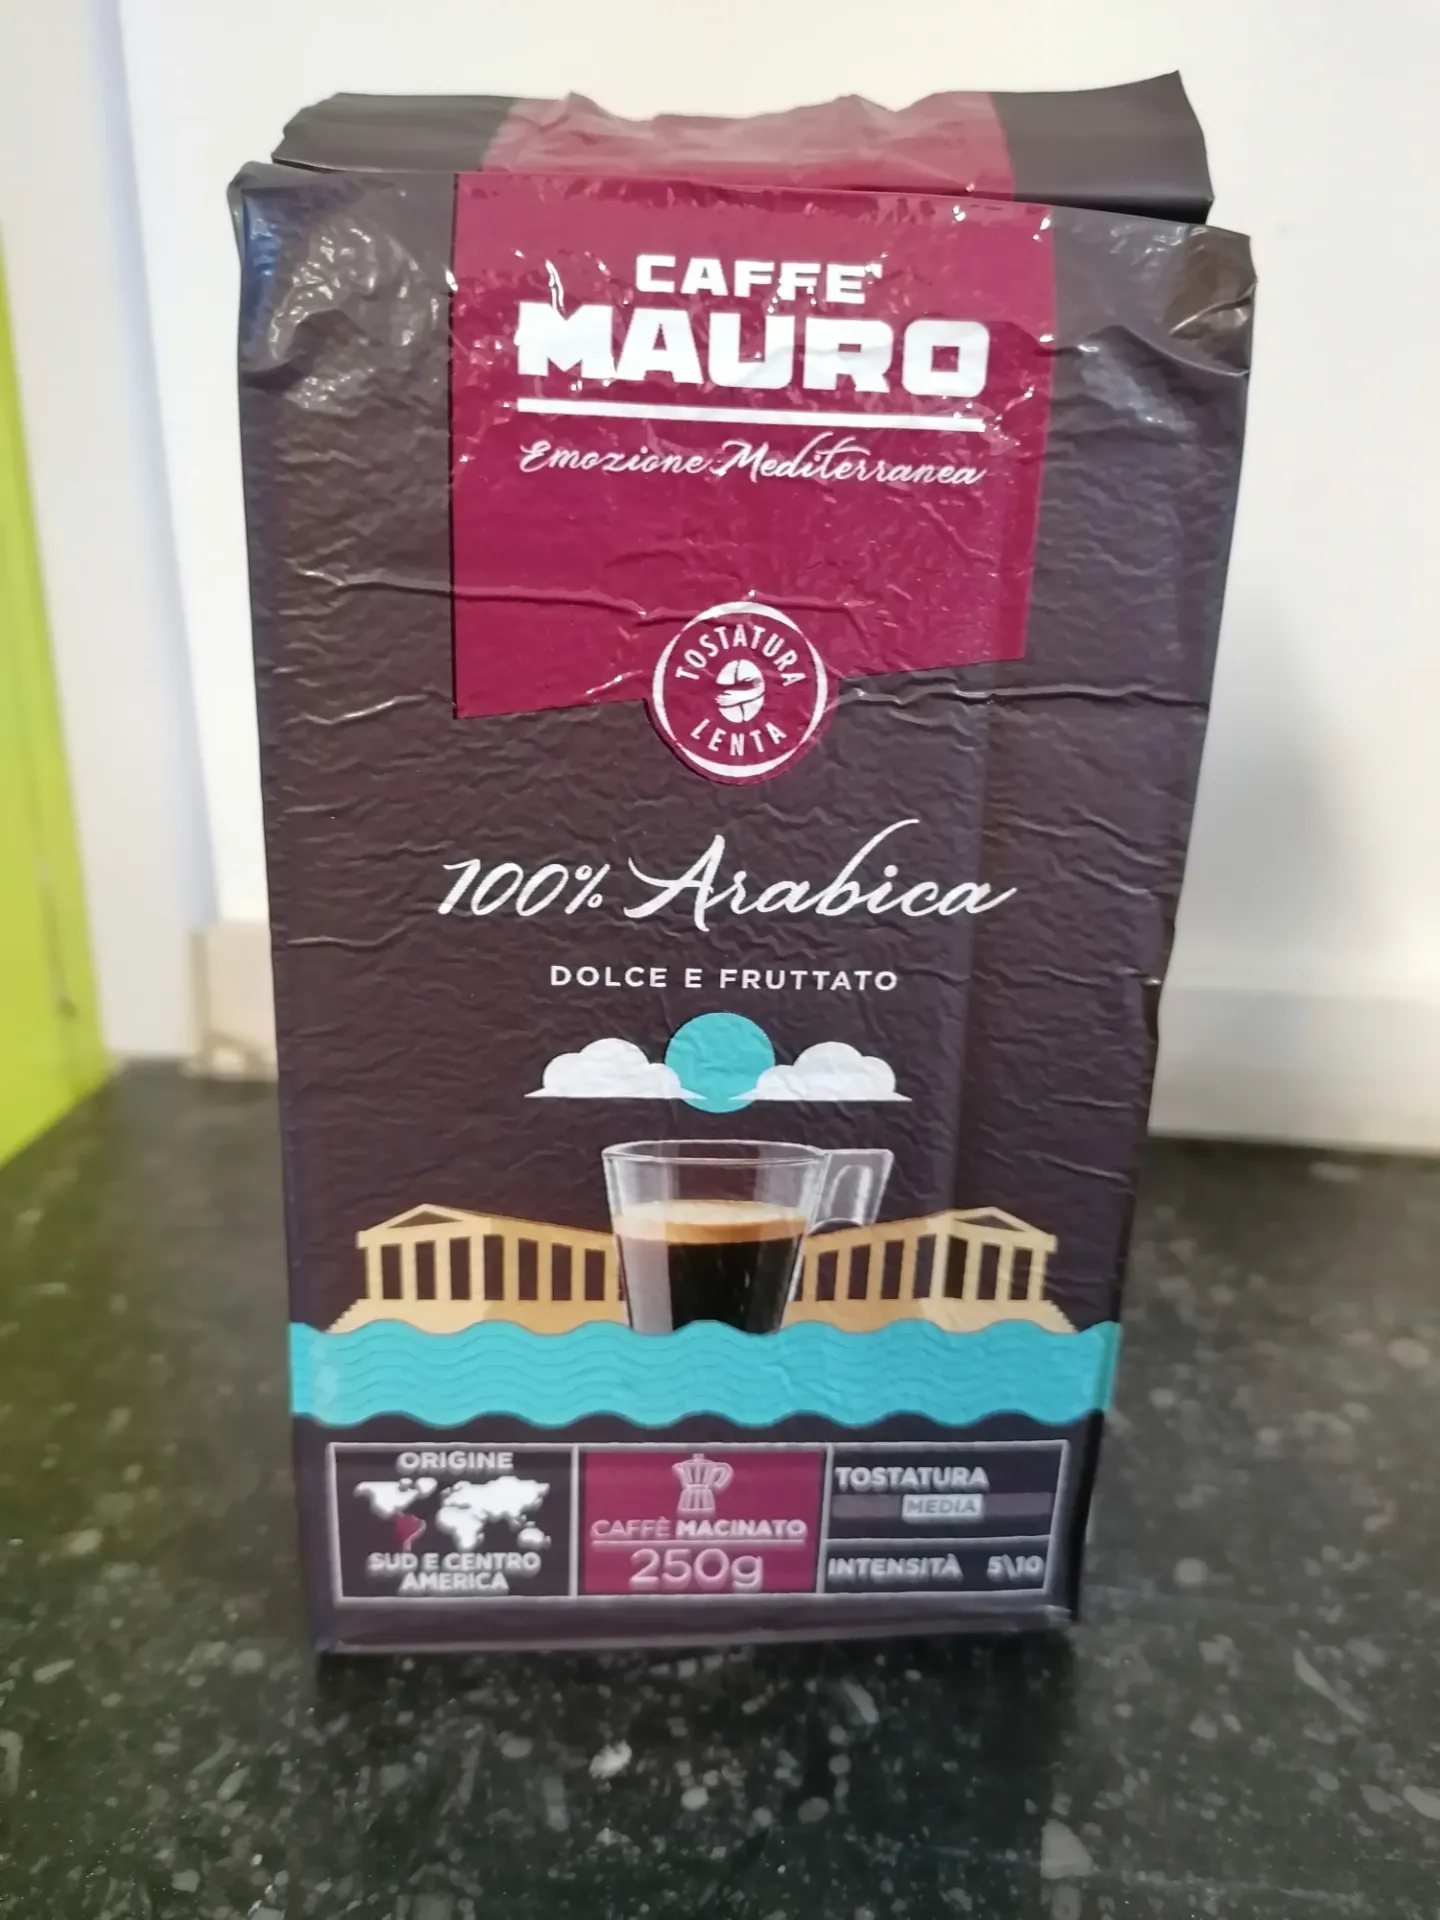 CAFFE'
MAURO
Emozione Mediterranea
TOSTATURA
LENTA
100% Arabica
DOLCE E FRUTTATO
ORIGINE
SUD E CENTRO
AMERICA
CAFFÈ MACINATO
250g
TOSTATURA
MEDIA
INTENSITÀ 5\10